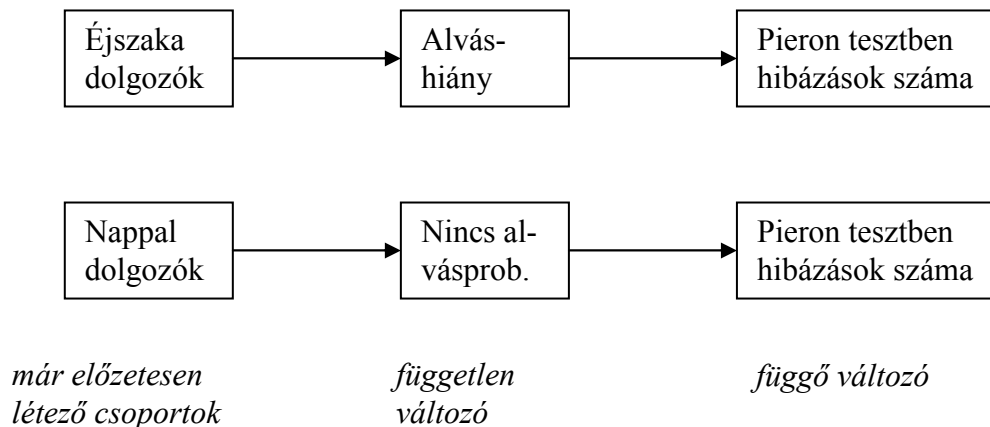 Éjszaka
dolgozók
Alvás-
hiány
Pieron tesztben
hibázások száma
Nappal
dolgozók
Nincs al-
vásprob.
Pieron tesztben
hibázások száma
már előzetesen
létező csoportok
független
változó
függő változó